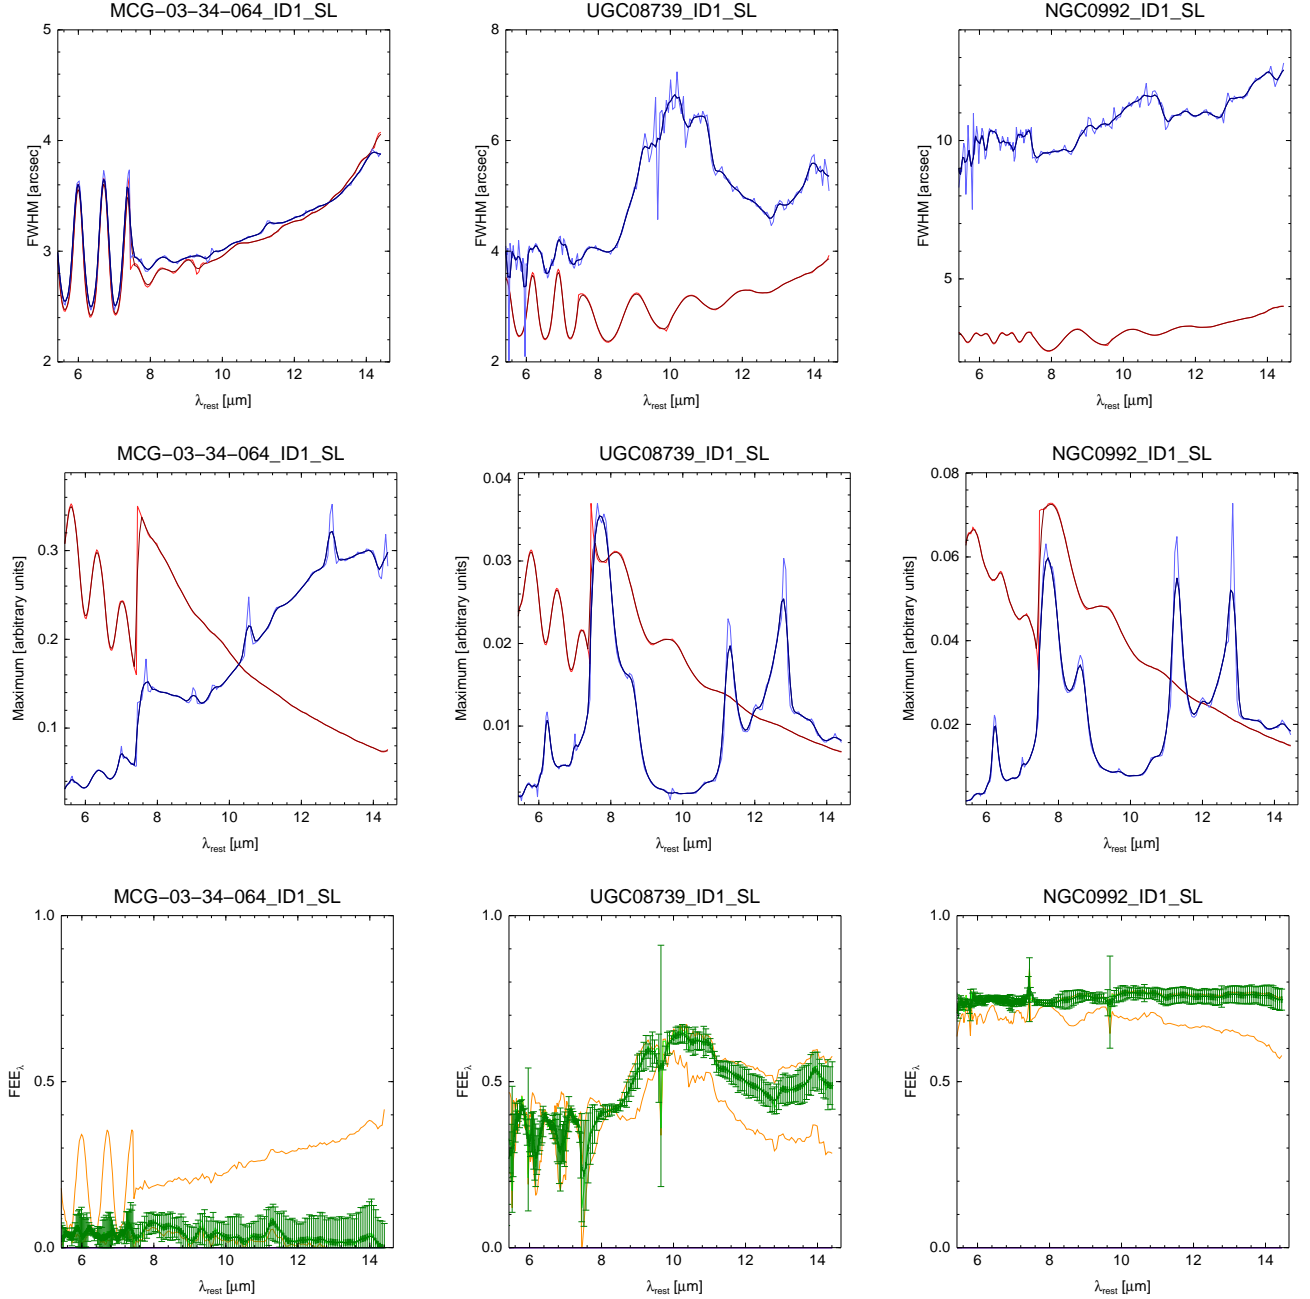 MCG-03-34-064_ID1_SL
UGC08739_ID1_SL
NGC0992_ID1_SL
5
4
3
2
FWHM [arcsec]
6 8 10 12 14
λrest [μm]
8
6
4
2
FWHM [arcsec]
6 8 10 12 14
λrest [μm]
10
5
FWHM [arcsec]
6 8 10 12 14
λrest [μm]
MCG-03-34-064_ID1_SL
UGC08739_ID1_SL
NGC0992_ID1_SL
0.3
0.2
0.1
Maximum [arbitrary units]
6 8 10 12 14
λrest [μm]
0.04
0.03
0.02
0.01
Maximum [arbitrary units]
6 8 10 12 14
λrest [μm]
0.08
0.06
0.04
0.02
Maximum [arbitrary units]
6 8 10 12 14
λrest [μm]
MCG-03-34-064_ID1_SL
UGC08739_ID1_SL
NGC0992_ID1_SL
1.0
0.5
0.0
FEEλ
6 8 10 12 14
λrest [μm]
1.0
0.5
0.0
FEEλ
6 8 10 12 14
λrest [μm]
1.0
0.5
0.0
FEEλ
6 8 10 12 14
λrest [μm]